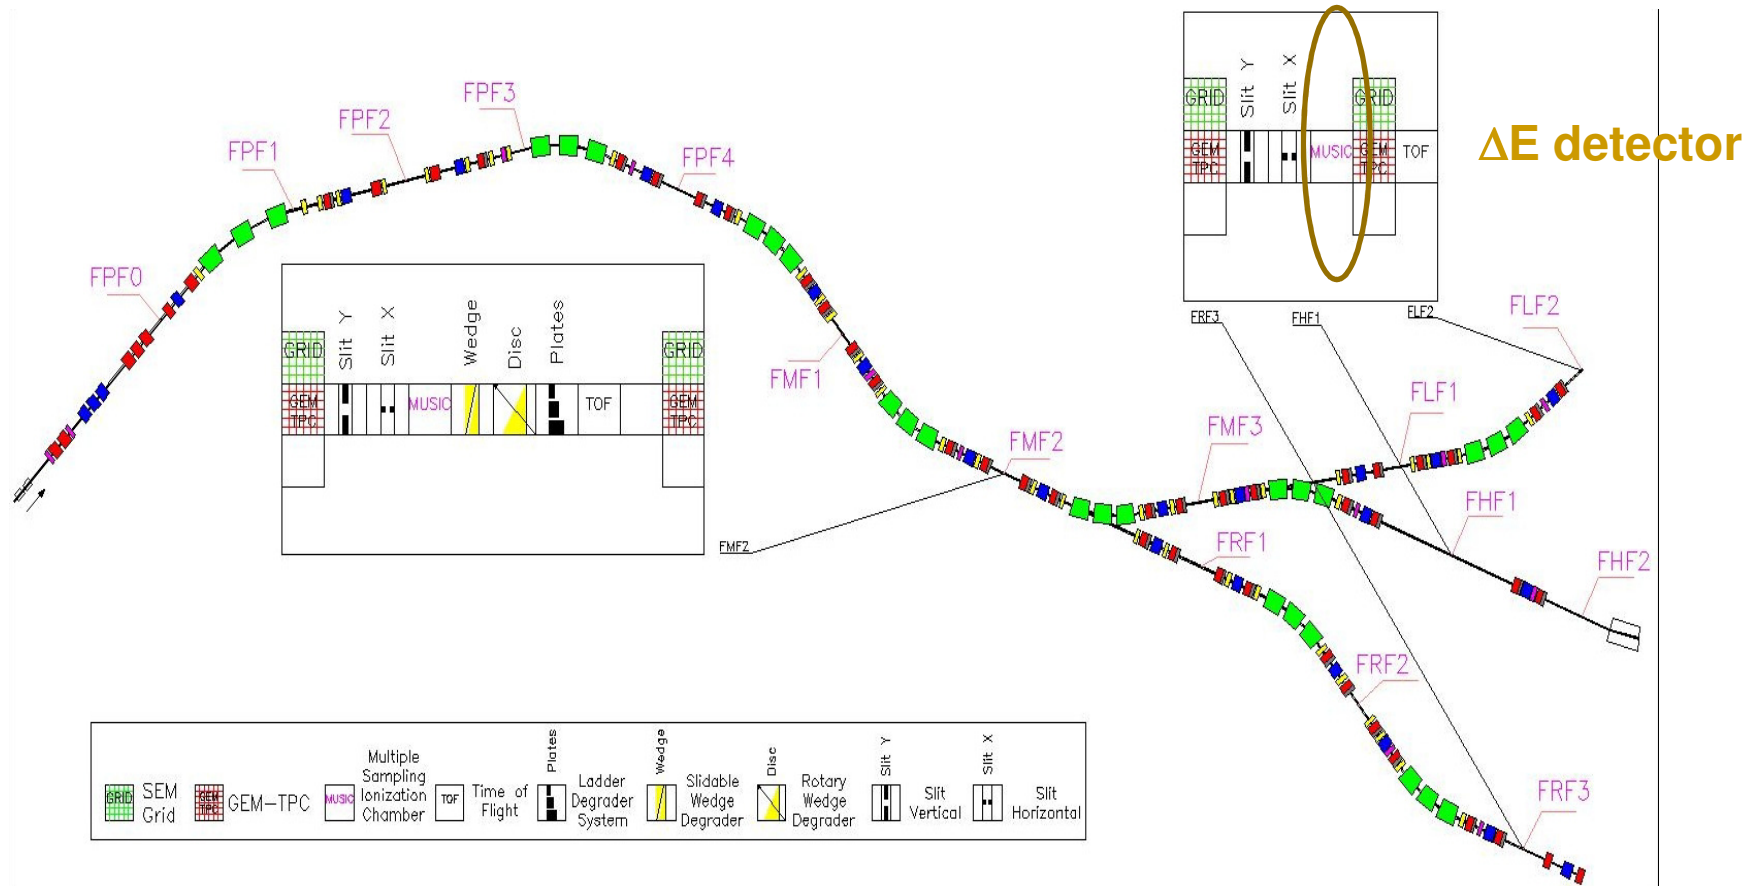 FPF3
FPF2
FPF1
FPF4
FPF0
Slit Y
Slit X
GRID
GRID
GEM TPC
MUSIC
GEM TPC
TOF
ΔE detector
Slit Y
Slit X
Wedge
Disc
Plates
GRID
GRID
GEM TPC
MUSIC
TOF
GEM TPC
FRF3
FHF1
FLF2
FLF2
FMF1
FLF1
FMF2
FMF3
FHF1
FMF2
FRF1
FHF2
FRF2
FRF3
GRID
SEM
Grid
GEM TPC
GEM-TPC
MUSIC
Multiple
Sampling
Ionization
Chamber
TOF
Time of
Flight
Plates
Ladder
Degrader
System
Wedge
Slidable
Wedge
Degrader
Disc
Rotary
Wedge
Degrader
Slit Y
Slit
Vertical
Slit X
Slit
Horizontal